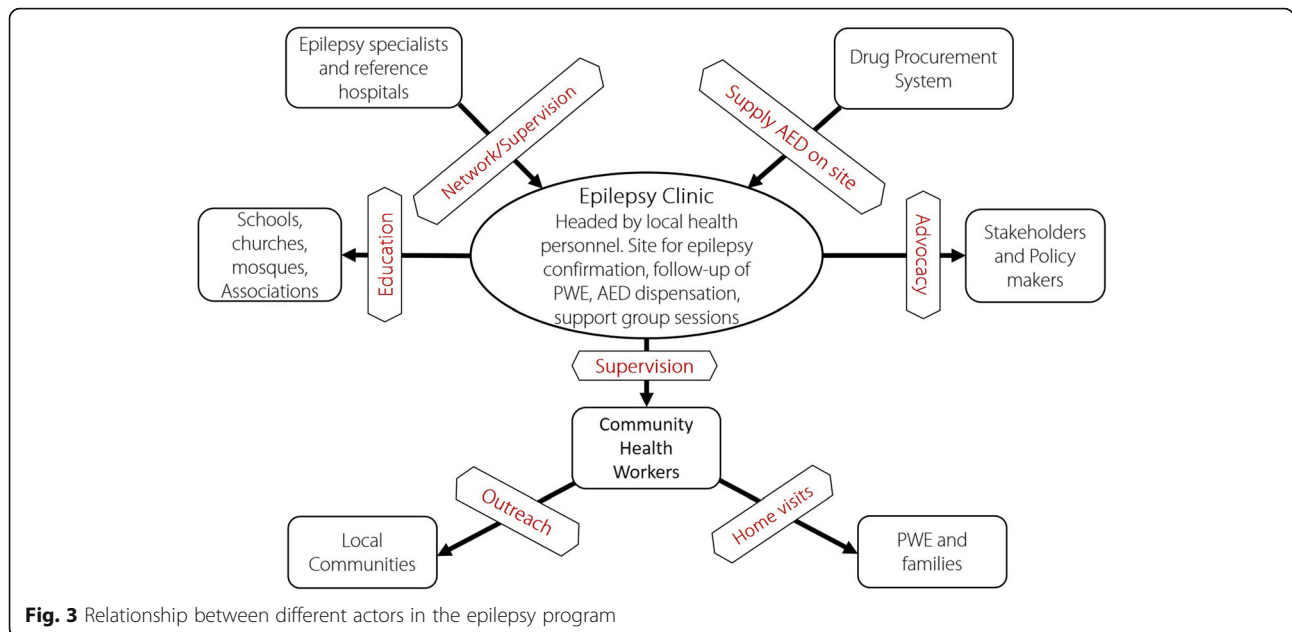 Epilepsy specialists
and reference
hospitals
Drug Procurement
System
Network/Supervision
Supply AED on site
Schools,
churches,
mosques,
Associations
Education
Epilepsy Clinic
Headed by local health
personnel. Site for epilepsy
confirmation, follow-up of
PWE, AED dispensation,
support group sessions
Advocacy
Stakeholders
and Policy
makers
Supervision
Community
Health
Workers
Outreach
Home visits
Local
Communities
PWE and
families
Fig. 3 Relationship between different actors in the epilepsy program